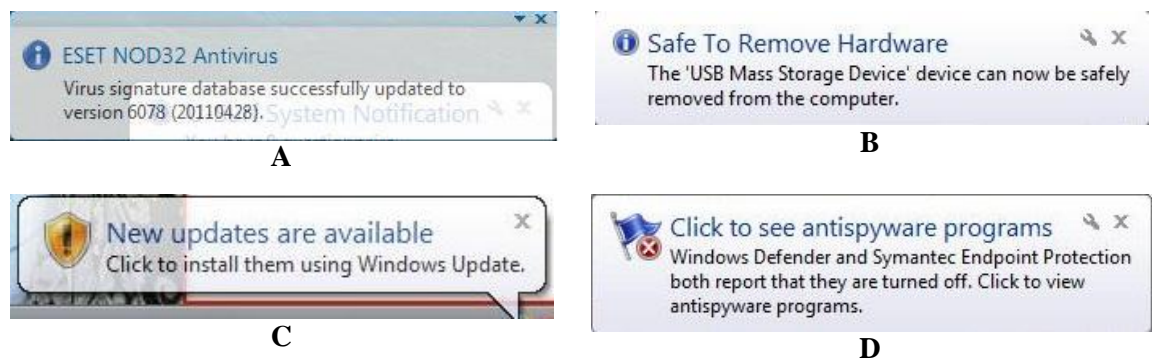 ESET NOD32 Antivirus
Virus signature database successfully updated to
version 6078 (20110428).
System Notification
A
Safe To Remove Hardware
The 'USB Mass Storage Device' device can now be safely
removed from the computer.
B
New updates are available
Click to install them using Windows Update.
C
Click to see antispyware programs
Windows Defender and Symantec Endpoint Protection
both report that they are turned off. Click to view
antispyware programs.
D